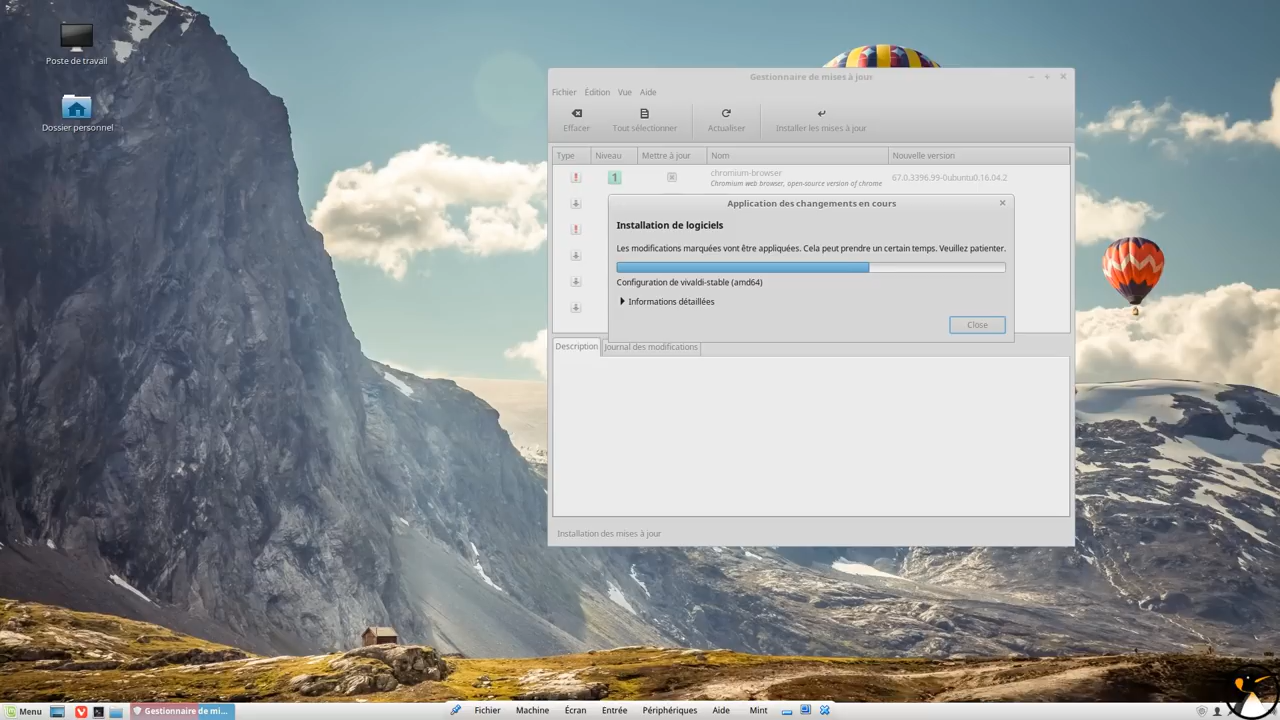 Poste de travail
Dossier personnel
Gestionnaire de mises à jour
Fichier Édition Vue Aide
Effacer Tout sélectionner Actualiser Installer les mises à jour
Type Niveau Mettre à jour Nom Nouvelle version
1 chromium-browser 67.0.3396.99-0ubuntu0.16.04.2
Chromium web browser, open-source version of chrome
Application des changements en cours
Installation de logiciels
Les modifications marquées vont être appliquées. Cela peut prendre un certain temps. Veuillez patienter.
Configuration de vivaldi-stable (amd64)
Informations détaillées
Close
Description Journal des modifications
Installation des mises à jour
Menu Gestionnaire de mi... Fichier Machine Écran Entrée Périphériques Aide Mint